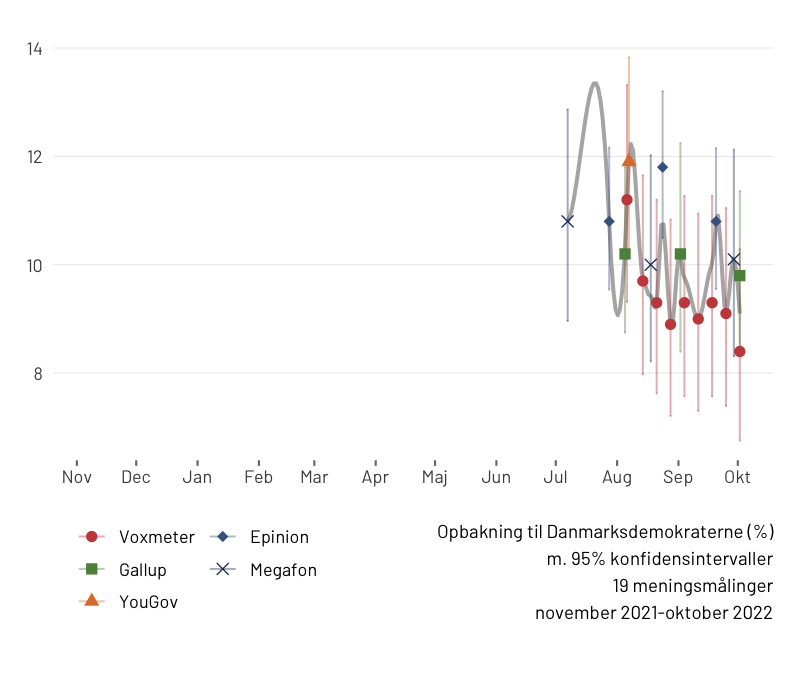 14
12
10
8
Nov Dec Jan Feb Mar Apr Maj Jun Jul Aug Sep Okt
Voxmeter Epinion
Gallup Megafon
YouGov
Opbakning til Danmarksdemokraterne (%)
m. 95% konfidensintervaller
19 meningsmålinger
november 2021-oktober 2022